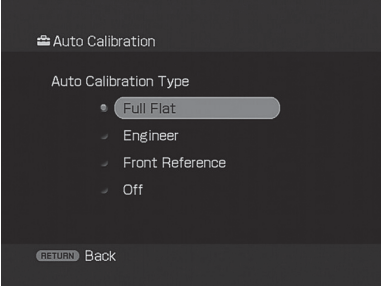 Auto Calibration
Auto Calibration Type
Full Flat
Engineer
Front Reference
Off
RETURN Back